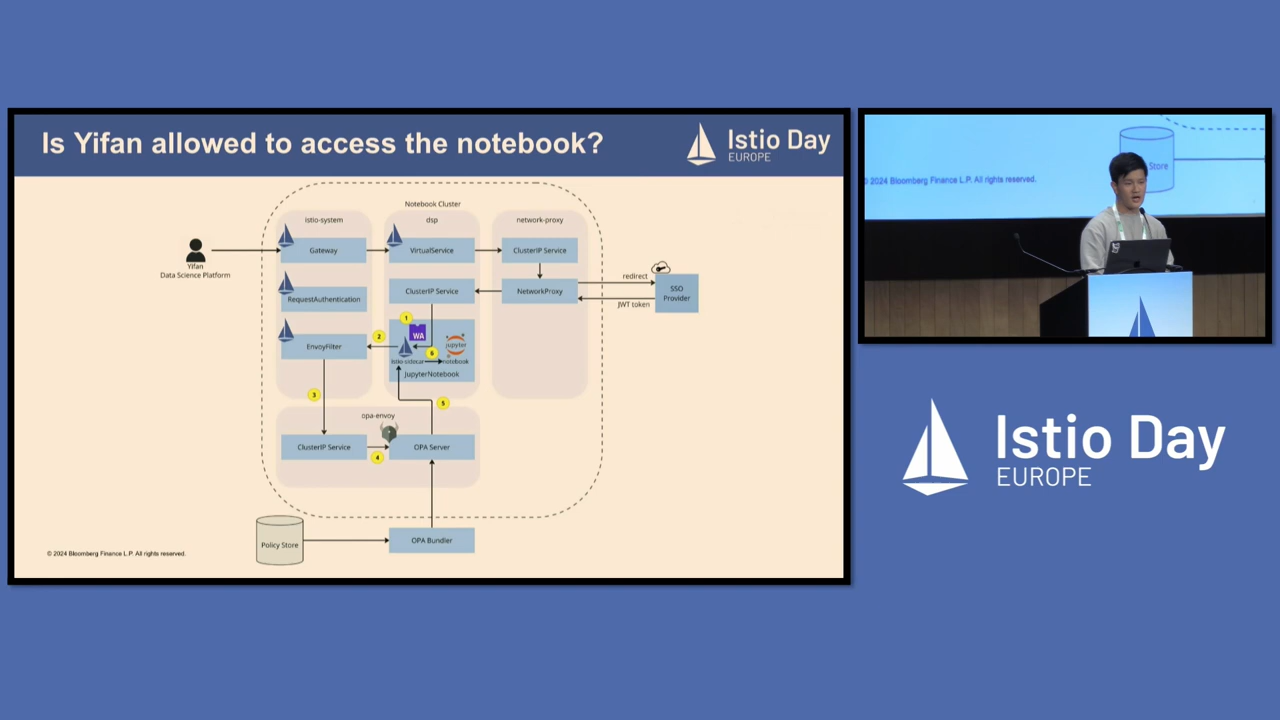 Is Yifan allowed to access the notebook?
Istio Day
EUROPE
Notebook Cluster
istio-system
dsp
network-proxy
Gateway
VirtualService
ClusterIP Service
Yifan
Data Science Platform
RequestAuthentication
ClusterIP Service
NetworkProxy
redirect
JWT token
SSO
Provider
1
WA
2
EnvoyFilter
6
jupyter
istio-sidecar
notebook
JupyterNotebook
3
5
opa-envoy
ClusterIP Service
4
OPA Server
Policy Store
OPA Bundler
© 2024 Bloomberg Finance L.P. All rights reserved.
Store
2024 Bloomberg Finance L.P. All rights reserved.
Istio Day
EUROPE